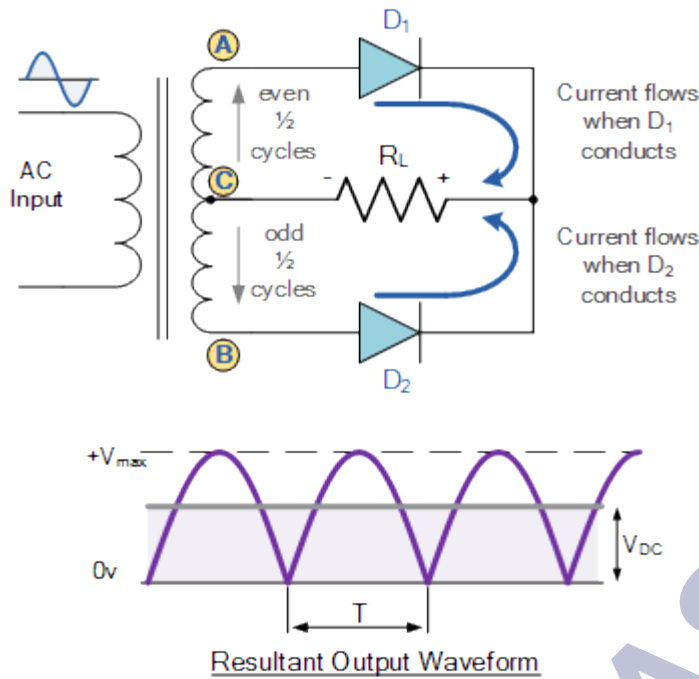 A
D1
even
½
cycles
Current flows
when D1
conducts
AC
Input
C
- RL +
odd
½
cycles
Current flows
when D2
conducts
B
D2
+Vmax
VDC
0v
T
Resultant Output Waveform